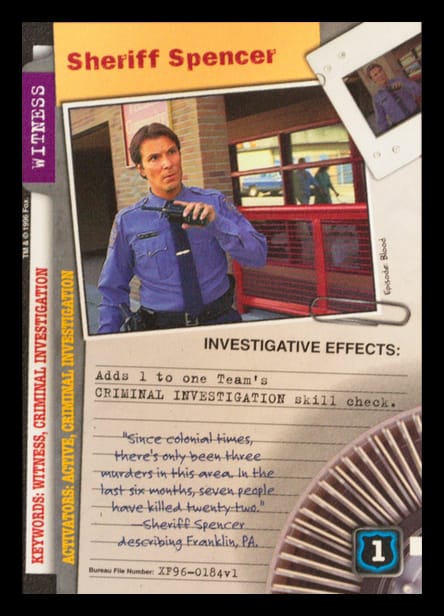 Sheriff Spencer
WITNESS
TM & © 1996 Fox.
KEYWORDS: WITNESS, CRIMINAL INVESTIGATION
ACTIVATORS: ACTIVE, CRIMINAL INVESTIGATION
Episode: Blood
INVESTIGATIVE EFFECTS:
Adds 1 to one Team's
CRIMINAL INVESTIGATION skill check.
"Since colonial times,
there's only been three
murders in this area. In the
last six months, seven people
have killed twenty-two."
—Sheriff Spencer
describing Franklin, PA.
1
Bureau File Number: XF96-0184v1